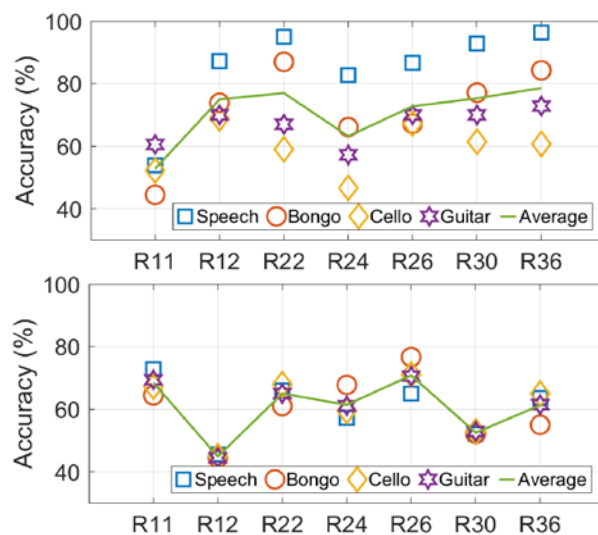 100
80
60
40
Accuracy (%)
Speech Bongo Cello Guitar Average
R11 R12 R22 R24 R26 R30 R36
100
80
60
40
Accuracy (%)
Speech Bongo Cello Guitar Average
R11 R12 R22 R24 R26 R30 R36